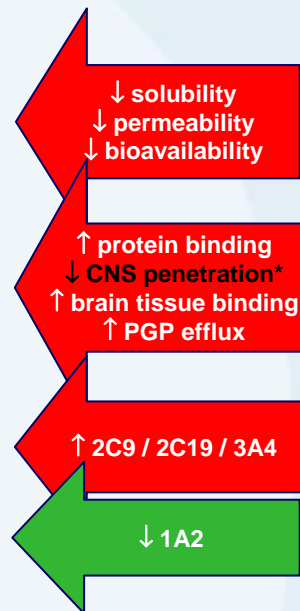 ↓ solubility
↓ permeability
↓ bioavailability
↑ protein binding
↓ CNS penetration*
↑ brain tissue binding
↑ PGP efflux
↑ 2C9 / 2C19 / 3A4
↓ 1A2